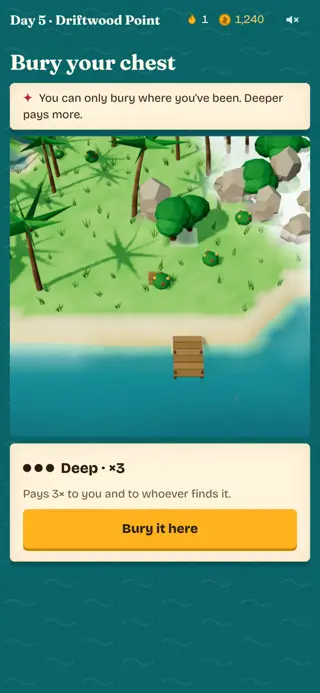 Day 5 · Driftwood Point 1 1,240
Bury your chest
You can only bury where you've been. Deeper
pays more.
Deep · ×3
Pays 3× to you and to whoever finds it.
Bury it here